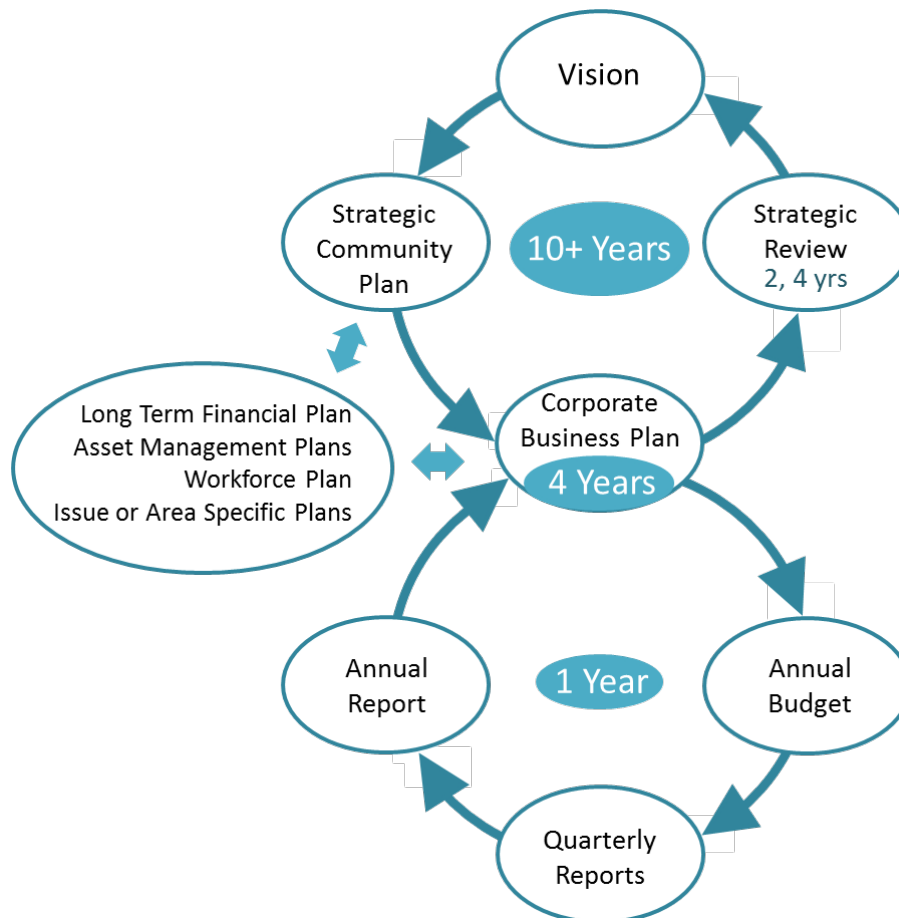 Vision
Strategic
Community
Plan
10+ Years
Strategic
Review
2, 4 yrs
Long Term Financial Plan
Asset Management Plans
Workforce Plan
Issue or Area Specific Plans
Corporate
Business Plan
4 Years
Annual
Report
1 Year
Annual
Budget
Quarterly
Reports